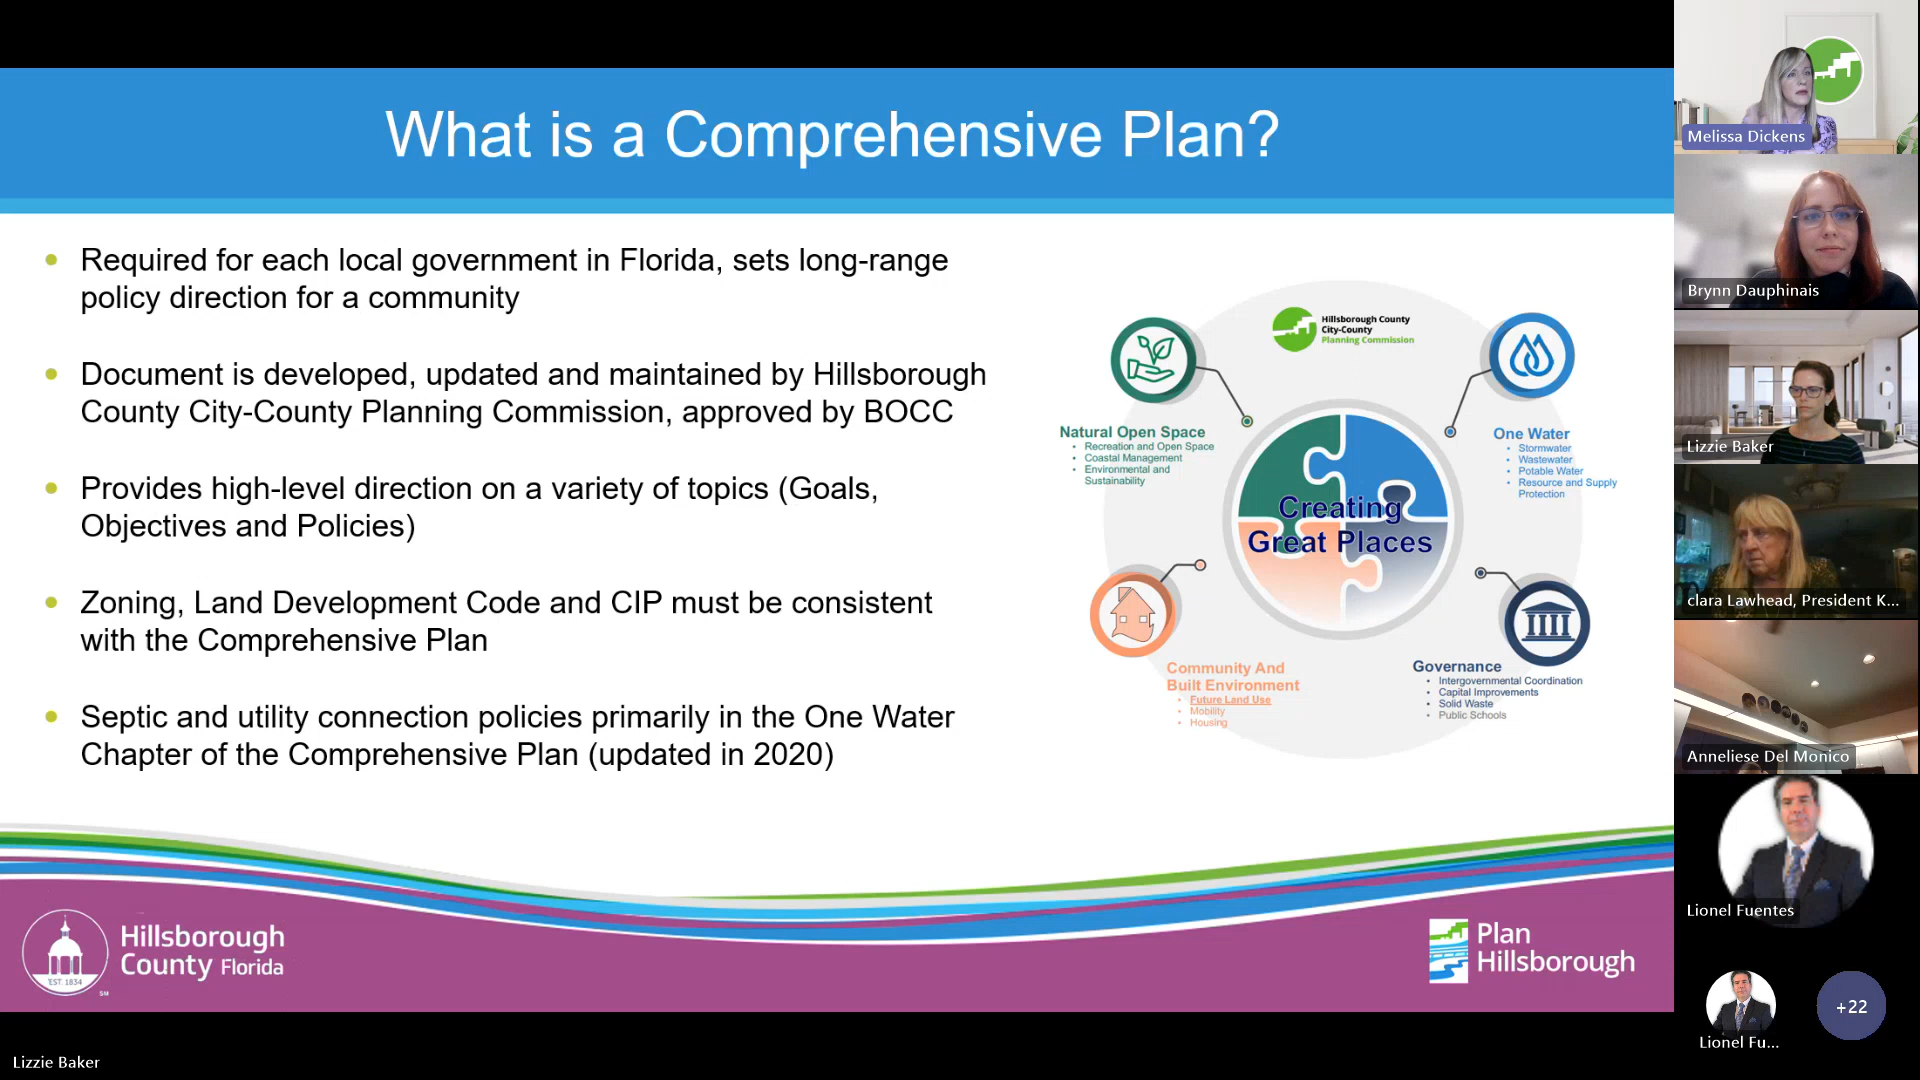 What is a Comprehensive Plan?
• Required for each local government in Florida, sets long-range
policy direction for a community
• Document is developed, updated and maintained by Hillsborough
County City-County Planning Commission, approved by BOCC
• Provides high-level direction on a variety of topics (Goals,
Objectives and Policies)
• Zoning, Land Development Code and CIP must be consistent
with the Comprehensive Plan
• Septic and utility connection policies primarily in the One Water
Chapter of the Comprehensive Plan (updated in 2020)
Hillsborough County
City-County
Planning Commission
Natural Open Space
• Recreation and Open Space
• Coastal Management
• Environmental and
Sustainability
One Water
• Stormwater
• Wastewater
• Potable Water
• Resource and Supply
Protection
Creating
Great Places
Community And
Built Environment
• Future Land Use
• Mobility
• Housing
Governance
• Intergovernmental Coordination
• Capital Improvements
• Solid Waste
• Public Schools
Hillsborough
County Florida
EST. 1834
SM
Plan
Hillsborough
Melissa Dickens
Brynn Dauphinais
Lizzie Baker
clara Lawhead, President K...
Anneliese Del Monico
Lionel Fuentes
Lionel Fu...
+22
Lizzie Baker